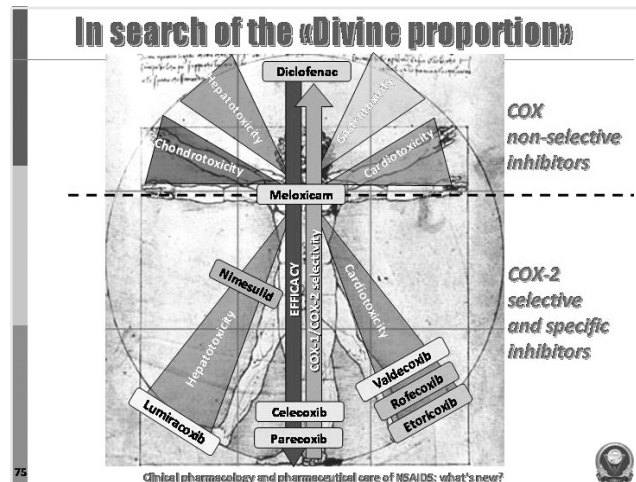 In search of the «Divine proportion»
Diclofenac
Hepatotoxicity
Gastrotoxicity
Chondrotoxicity
Cardiotoxicity
COX
non-selective
inhibitors
Meloxicam
Nimesulid
EFFICACY
COX-1/COX-2 selectivity
Hepatotoxicity
Cardiotoxicity
COX-2
selective
and specific
inhibitors
Valdecoxib
Rofecoxib
Etoricoxib
Lumiracoxib
Celecoxib
Parecoxib
75
Clinical pharmacology and pharmaceutical care of NSAIDS: what's new?